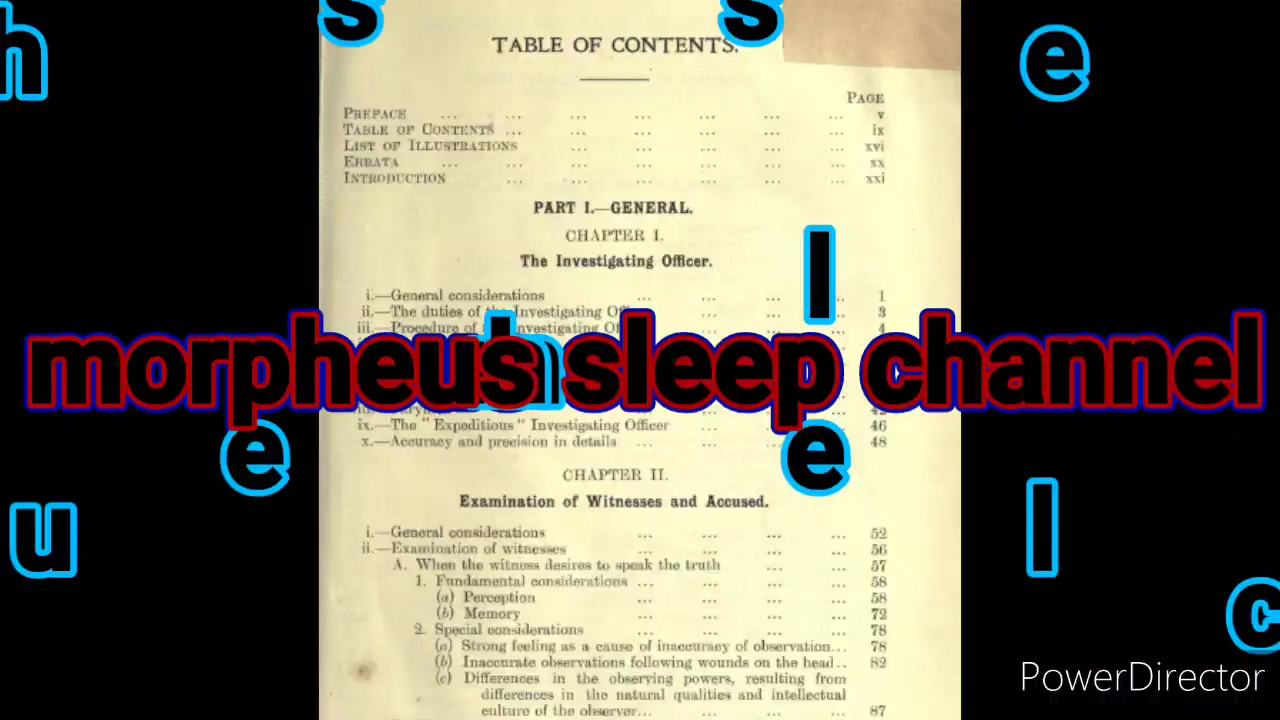 h
s
s
e
TABLE OF CONTENTS.
PAGE
PREFACE ... ... ... ... ... ... v
TABLE OF CONTENTS ... ... ... ... ... ... ix
LIST OF ILLUSTRATIONS ... ... ... ... ... xvi
ERRATA ... ... ... ... ... ... xx
INTRODUCTION ... ... ... ... ... ... xxi
PART I.—GENERAL.
CHAPTER I.
The Investigating Officer.
l
i.—General considerations ... ... ... ... 1
ii.—The duties of the Investigating ... ... 3
iii.—Procedure of Investigating ... ... 4
morpheus sleep channel
ix.—The "Expeditious" Investigating Officer ... ... 46
x.—Accuracy and precision in details ... ... ... 48
e
e
CHAPTER II.
Examination of Witnesses and Accused.
u
l
i.—General considerations ... ... ... ... 52
ii.—Examination of witnesses ... ... ... ... 56
A. When the witness desires to speak the truth ... ... 57
1. Fundamental considerations ... ... ... ... 58
(a) Perception ... ... ... ... 58
(b) Memory ... ... ... ... 72
2. Special considerations ... ... ... ... 78
(a) Strong feeling as a cause of inaccuracy of observation... 78
(b) Inaccurate observations following wounds on the head.. 82
(c) Differences in the observing powers, resulting from
differences in the natural qualities and intellectual
culture of the observer... ... ... ... 87
c
PowerDirector